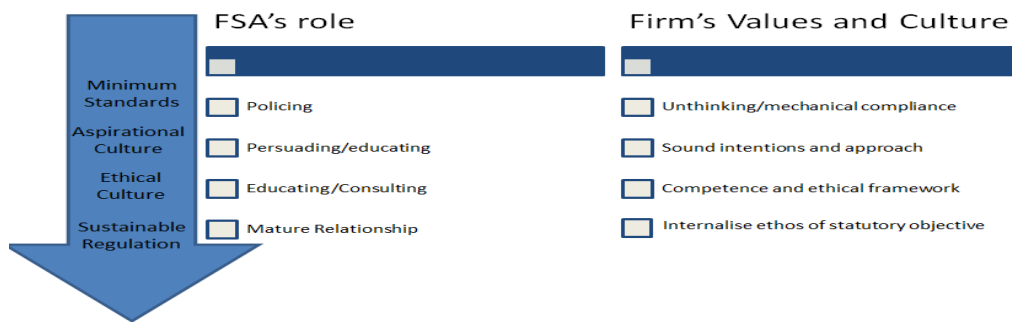 FSA's role
Firm's Values and Culture
Minimum
Standards
Policing
Unthinking/mechanical compliance
Aspirational
Culture
Persuading/educating
Sound intentions and approach
Ethical
Culture
Educating/Consulting
Competence and ethical framework
Sustainable
Regulation
Mature Relationship
Internalise ethos of statutory objective